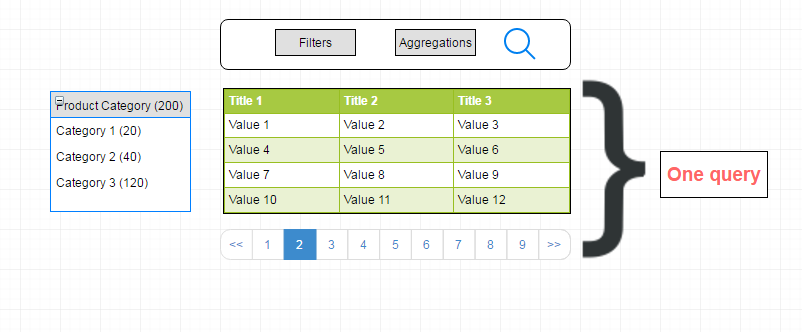 Filters Aggregations
Product Category (200)
Category 1 (20)
Category 2 (40)
Category 3 (120)
Title 1 Title 2 Title 3
Value 1 Value 2 Value 3
Value 4 Value 5 Value 6
Value 7 Value 8 Value 9
Value 10 Value 11 Value 12
<< 1 2 3 4 5 6 7 8 9 >>
One query